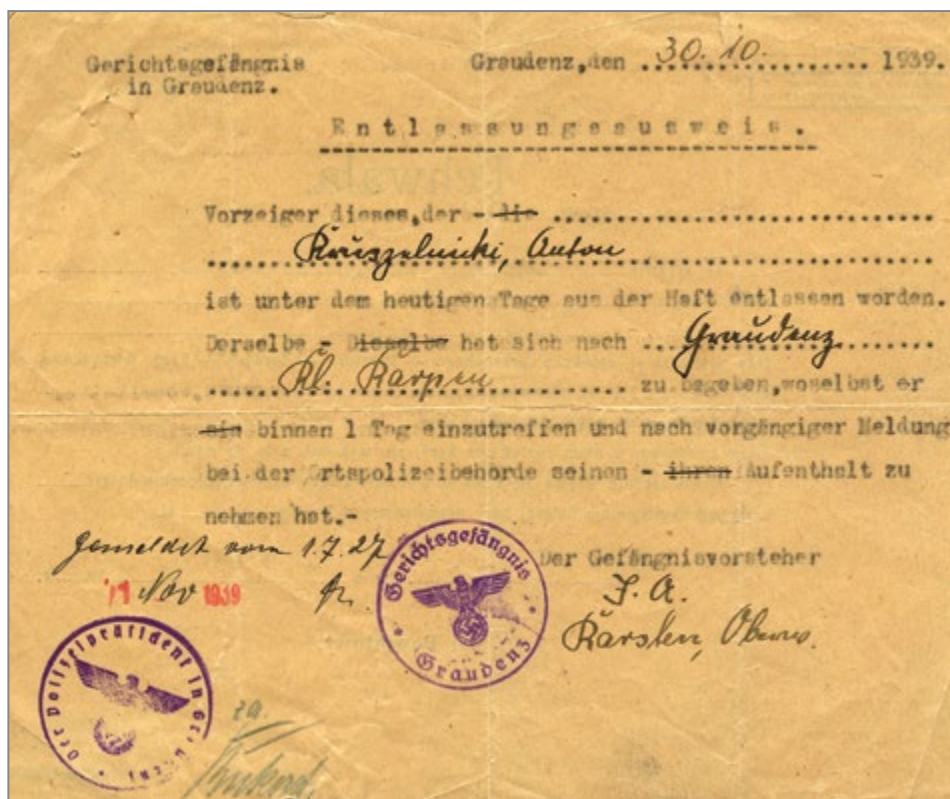 Gerichtsgefängnis
in Graudenz.
Graudenz, den 30. 10. 1939.
Entlassungsausweis.
Vorzeiger dieses, der - die
Kruszelnicki, Anton
ist unter dem heutigen Tage aus der Haft entlassen worden.
Derselbe - Dieselbe hat sich nach Graudenz
Kl. Karpen zu begeben, woselbst er
sie binnen 1 Tag einzutreffen und nach vorgängiger Meldung
bei der Ortspolizeibehörde seinen - ihren Aufenthalt zu
nehmen hat.-
gemeldet vom 1.7.27
Nov 1939
Der Gefängnisvorsteher
J. A.
Karsten,
Gerichtsgefängnis
Graudenz
Der Polizeipräsident in